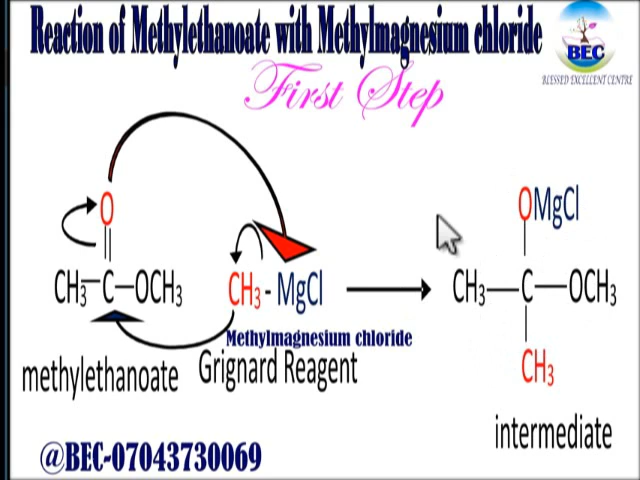 Reaction of Methylethanoate with Methylmagnesium chloride
BEC
BLESSED EXCELLENT CENTRE
First Step
O
CH3-C-OCH3
CH3 - MgCl
OMgCl
CH3-C-OCH3
CH3
Methylmagnesium chloride
methylethanoate
Grignard Reagent
intermediate
@BEC-07043730069